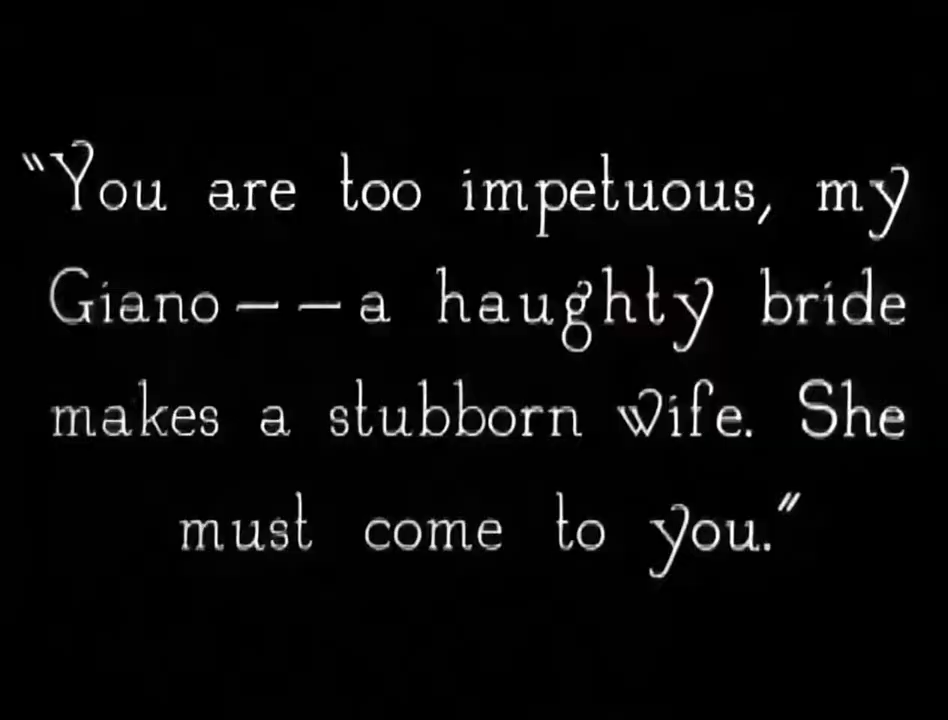 "You are too impetuous, my
Giano -- a haughty bride
makes a stubborn wife. She
must come to you."